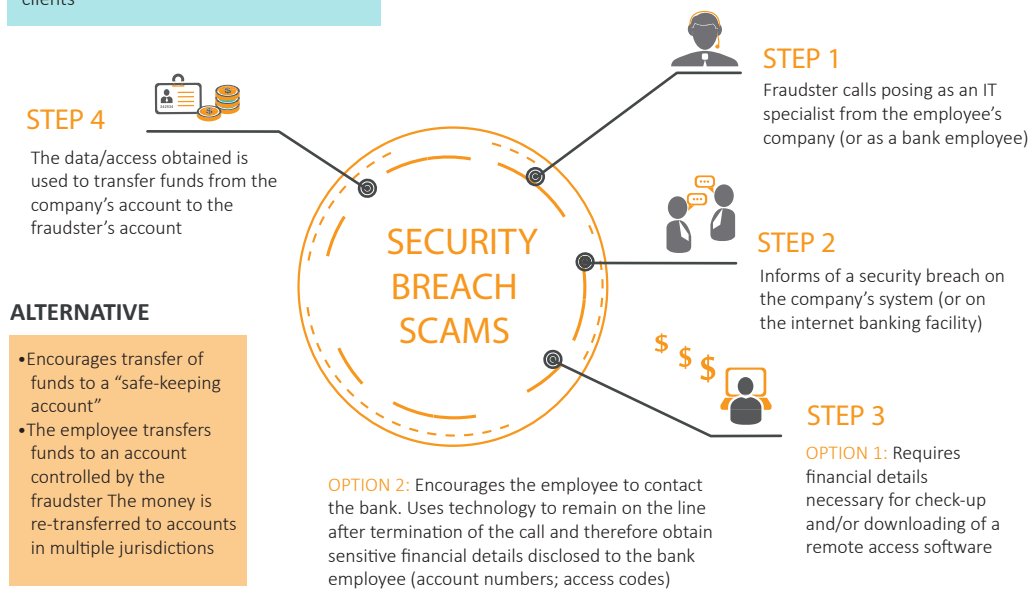 clients
STEP 1
Fraudster calls posing as an IT
specialist from the employee’s
company (or as a bank employee)
STEP 2
Informs of a security breach on
the company’s system (or on
the internet banking facility)
STEP 3
OPTION 1: Requires
financial details
necessary for check-up
and/or downloading of a
remote access software
OPTION 2: Encourages the employee to contact
the bank. Uses technology to remain on the line
after termination of the call and therefore obtain
sensitive financial details disclosed to the bank
employee (account numbers; access codes)
STEP 4
The data/access obtained is
used to transfer funds from the
company’s account to the
fraudster’s account
SECURITY
BREACH
SCAMS
ALTERNATIVE
•Encourages transfer of
funds to a “safe-keeping
account”
•The employee transfers
funds to an account
controlled by the
fraudster The money is
re-transferred to accounts
in multiple jurisdictions
$ $ $